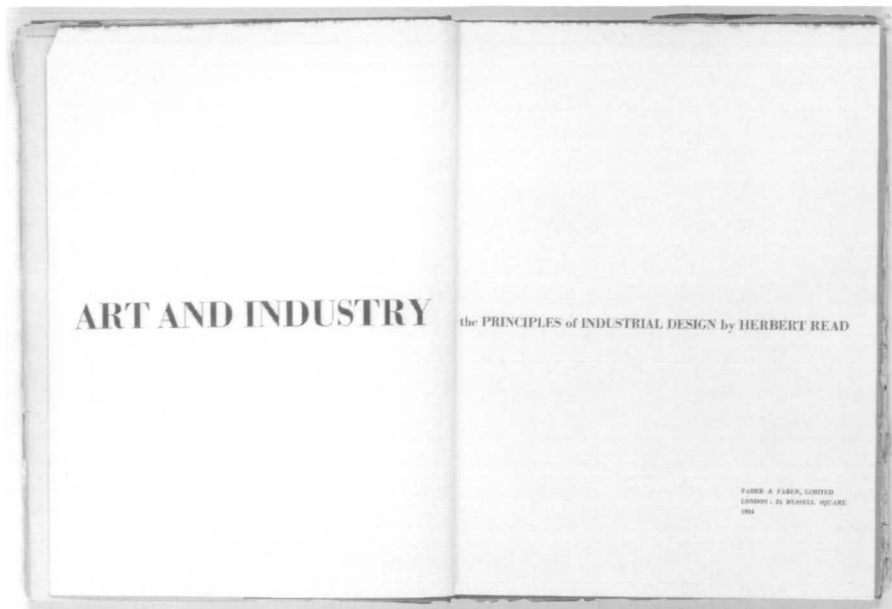 ART AND INDUSTRY
the PRINCIPLES of INDUSTRIAL DESIGN by HERBERT READ
FABER & FABER, LIMITED
LONDON · 24 RUSSELL SQUARE
1934